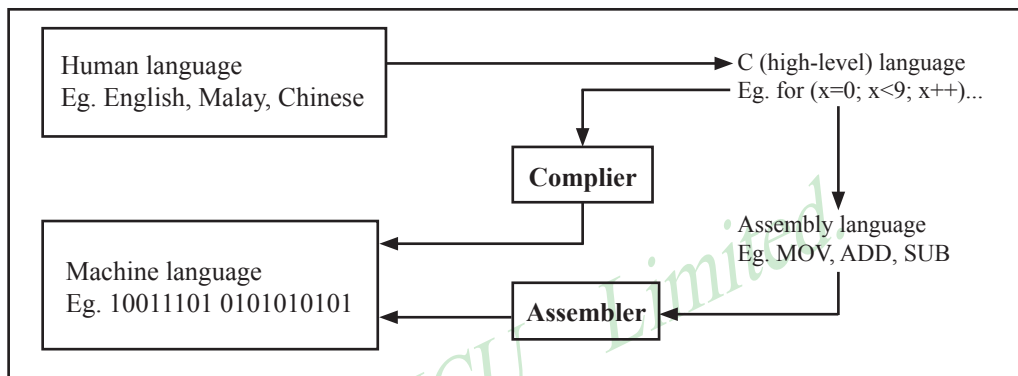 Human language
Eg. English, Malay, Chinese
C (high-level) language
Eg. for (x=0; x<9; x++)...
Complier
Assembly language
Eg. MOV, ADD, SUB
Machine language
Eg. 10011101 0101010101
Assembler
Limited.